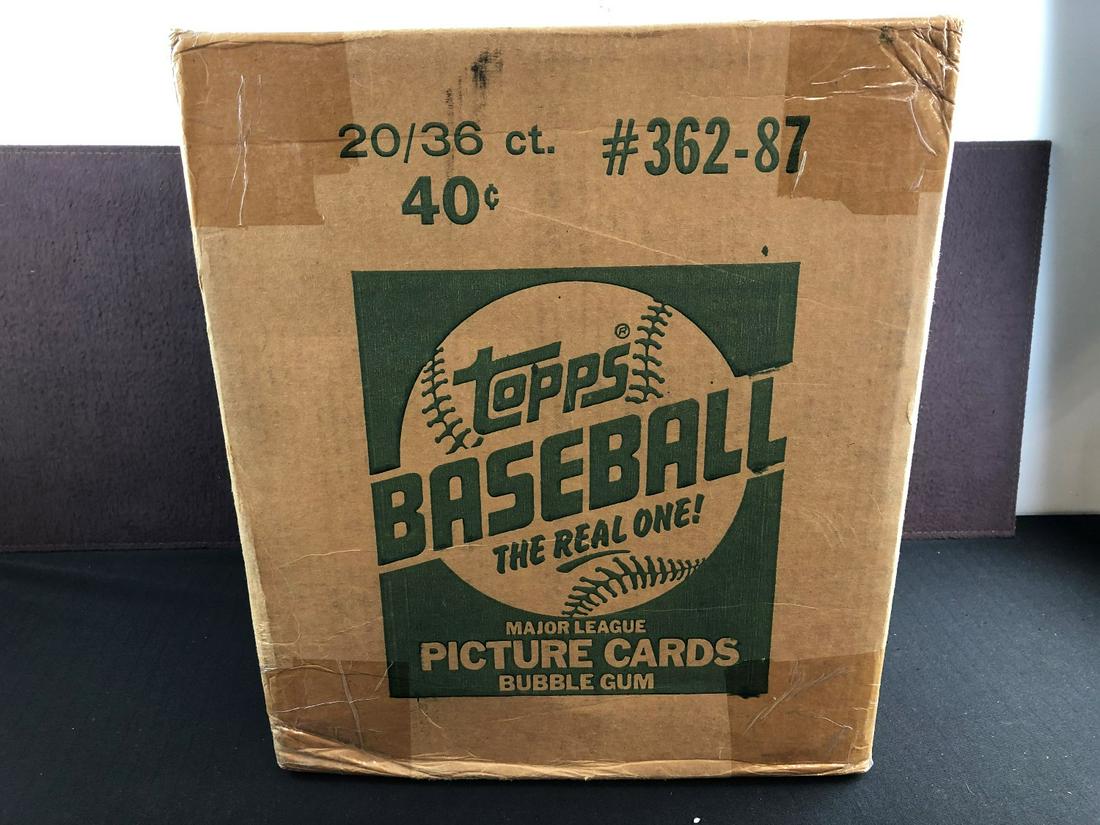 20/36 ct. #362-87
40¢
topps®
BASEBALL
THE REAL ONE!
MAJOR LEAGUE
PICTURE CARDS
BUBBLE GUM